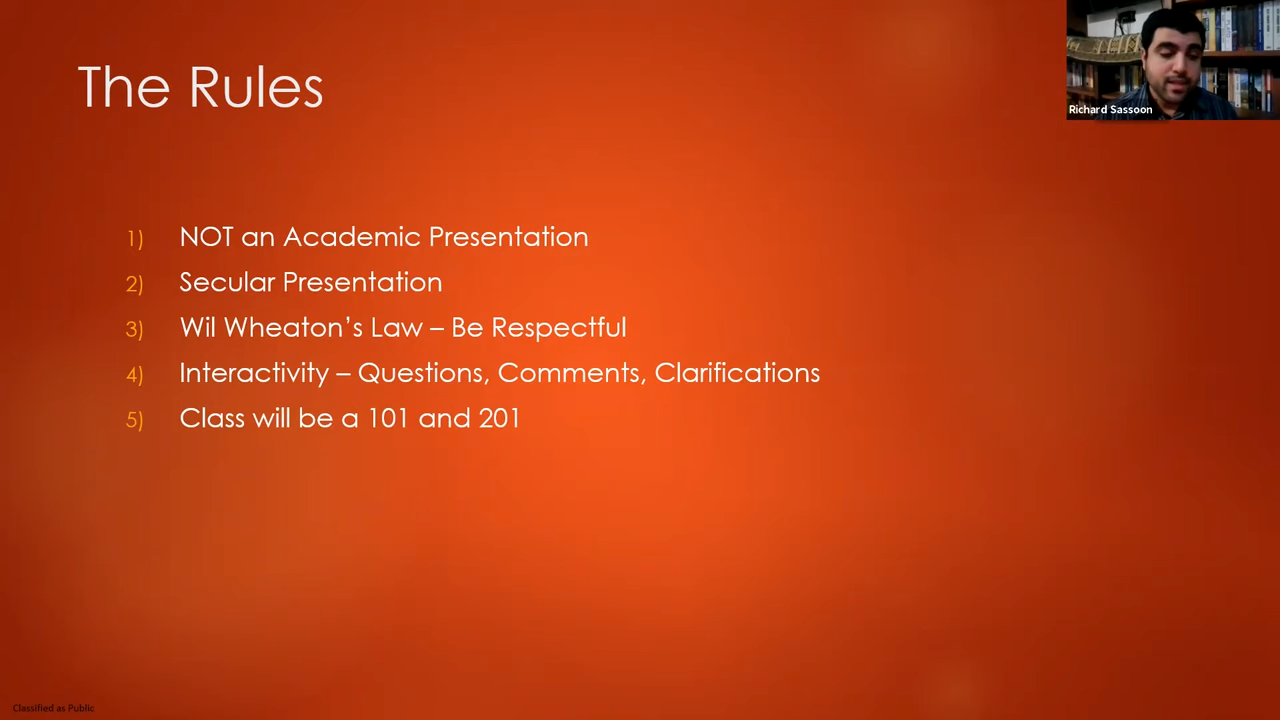 The Rules
Richard Sassoon
1) NOT an Academic Presentation
2) Secular Presentation
3) Wil Wheaton’s Law – Be Respectful
4) Interactivity – Questions, Comments, Clarifications
5) Class will be a 101 and 201
Classified as Public